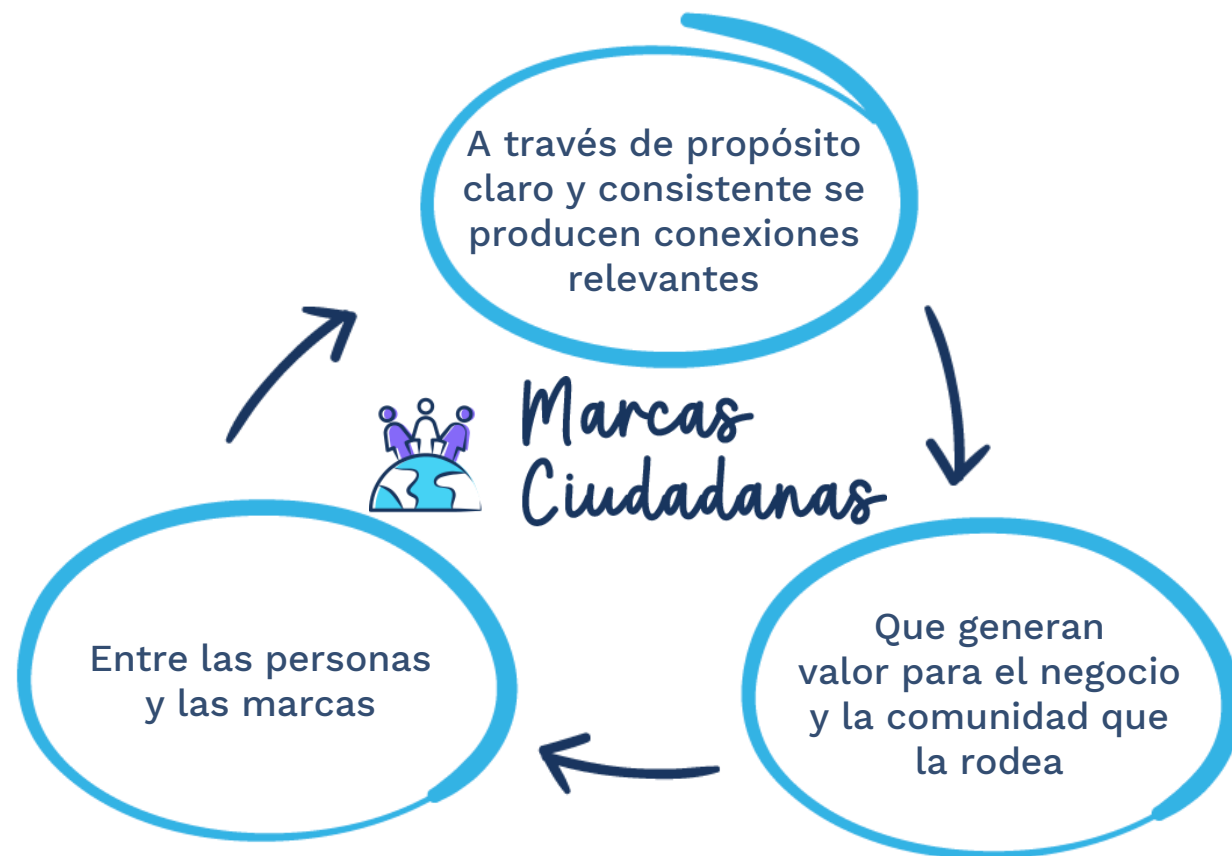 A través de propósito
claro y consistente se
producen conexiones
relevantes
Marcas
Ciudadanas
Que generan
valor para el negocio
y la comunidad que
la rodea
Entre las personas
y las marcas